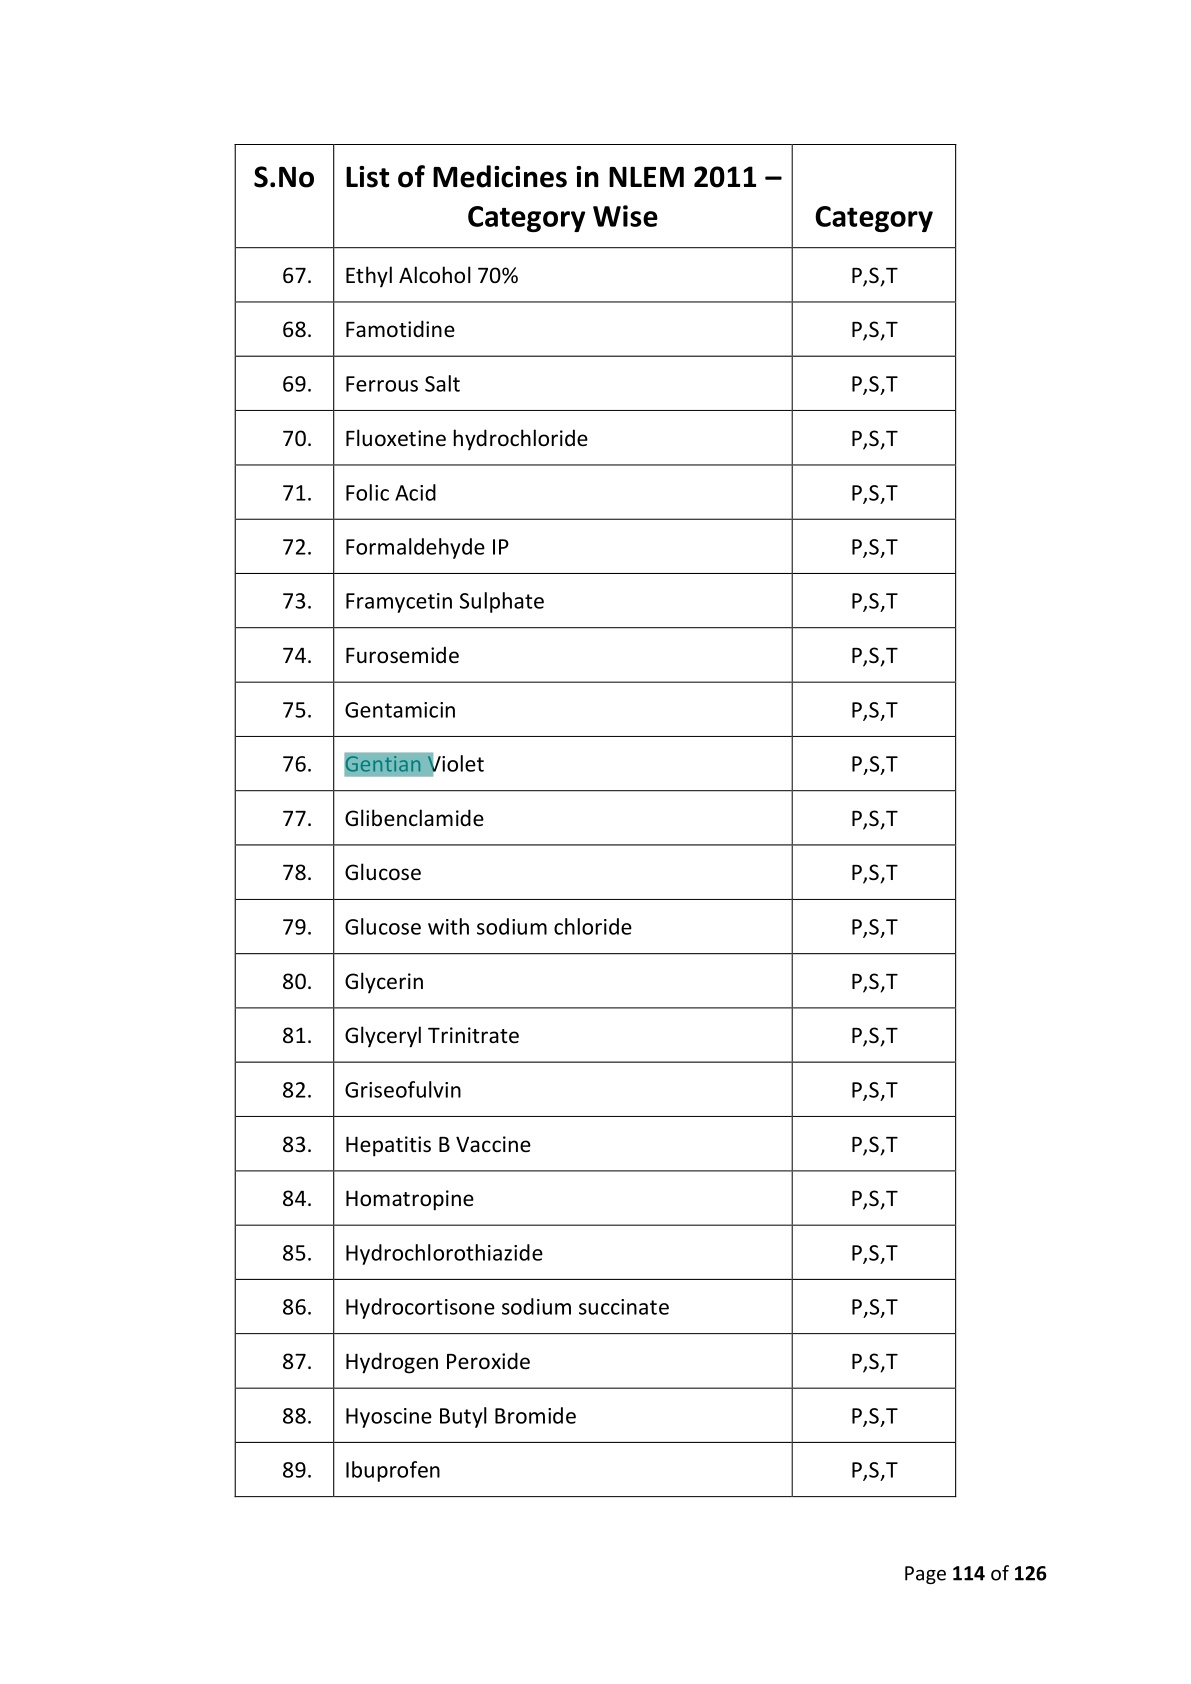 S.No List of Medicines in NLEM 2011 –
Category Wise Category
67. Ethyl Alcohol 70% P,S,T
68. Famotidine P,S,T
69. Ferrous Salt P,S,T
70. Fluoxetine hydrochloride P,S,T
71. Folic Acid P,S,T
72. Formaldehyde IP P,S,T
73. Framycetin Sulphate P,S,T
74. Furosemide P,S,T
75. Gentamicin P,S,T
76. Gentian Violet P,S,T
77. Glibenclamide P,S,T
78. Glucose P,S,T
79. Glucose with sodium chloride P,S,T
80. Glycerin P,S,T
81. Glyceryl Trinitrate P,S,T
82. Griseofulvin P,S,T
83. Hepatitis B Vaccine P,S,T
84. Homatropine P,S,T
85. Hydrochlorothiazide P,S,T
86. Hydrocortisone sodium succinate P,S,T
87. Hydrogen Peroxide P,S,T
88. Hyoscine Butyl Bromide P,S,T
89. Ibuprofen P,S,T
Page 114 of 126